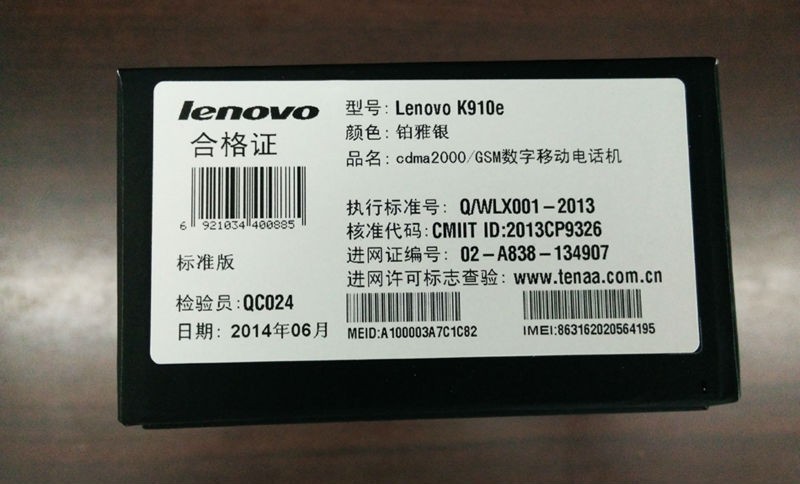 lenovo
合格证
6 921034 400885
标准版
检验员:QC024
日期: 2014年06月
型号: Lenovo K910e
颜色: 铂雅银
品名: cdma2000/GSM数字移动电话机
执行标准号: Q/WLX001-2013
核准代码: CMIIT ID:2013CP9326
进网证编号: 02-A838-134907
进网许可标志查验: www.tenaa.com.cn
MEID:A100003A7C1C82
IMEI:863162020564195